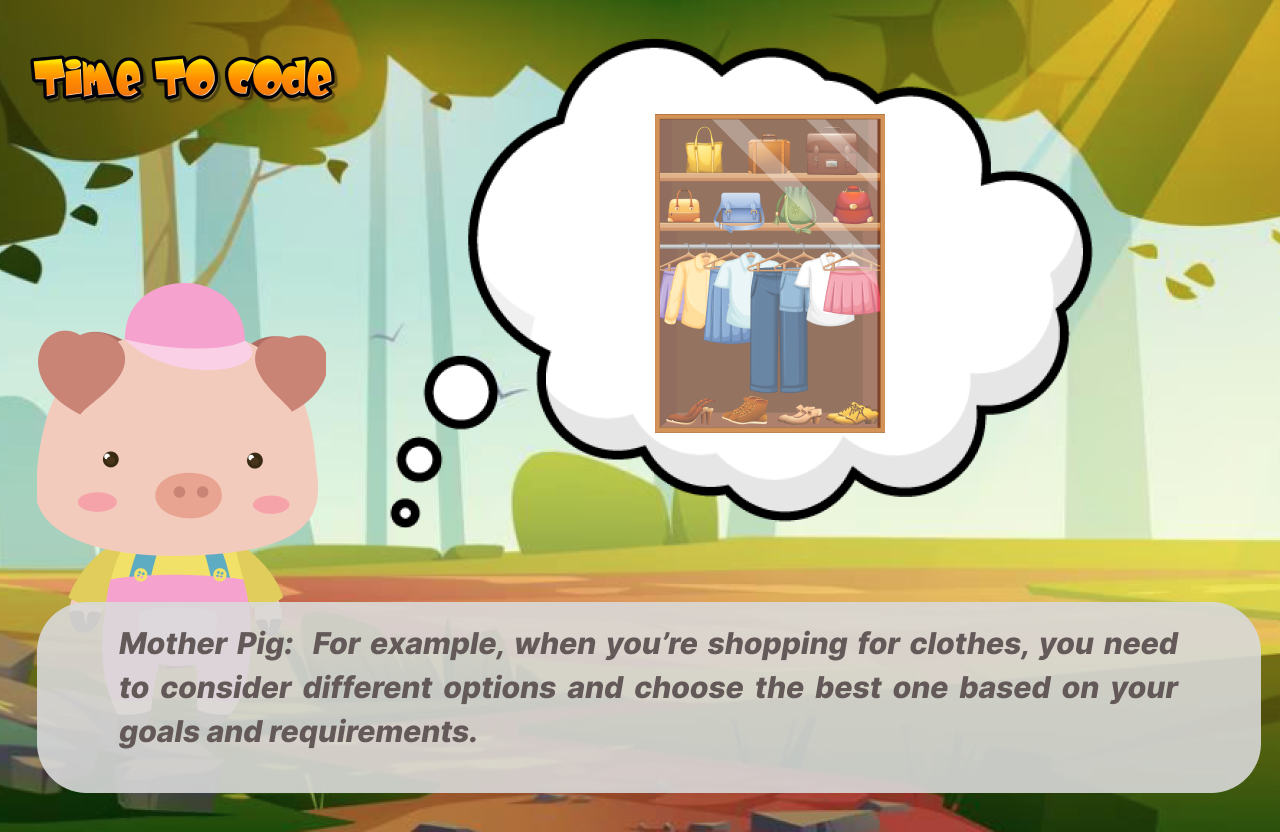 Time To Code
Mother Pig: For example, when you’re shopping for clothes, you need
to consider different options and choose the best one based on your
goals and requirements.